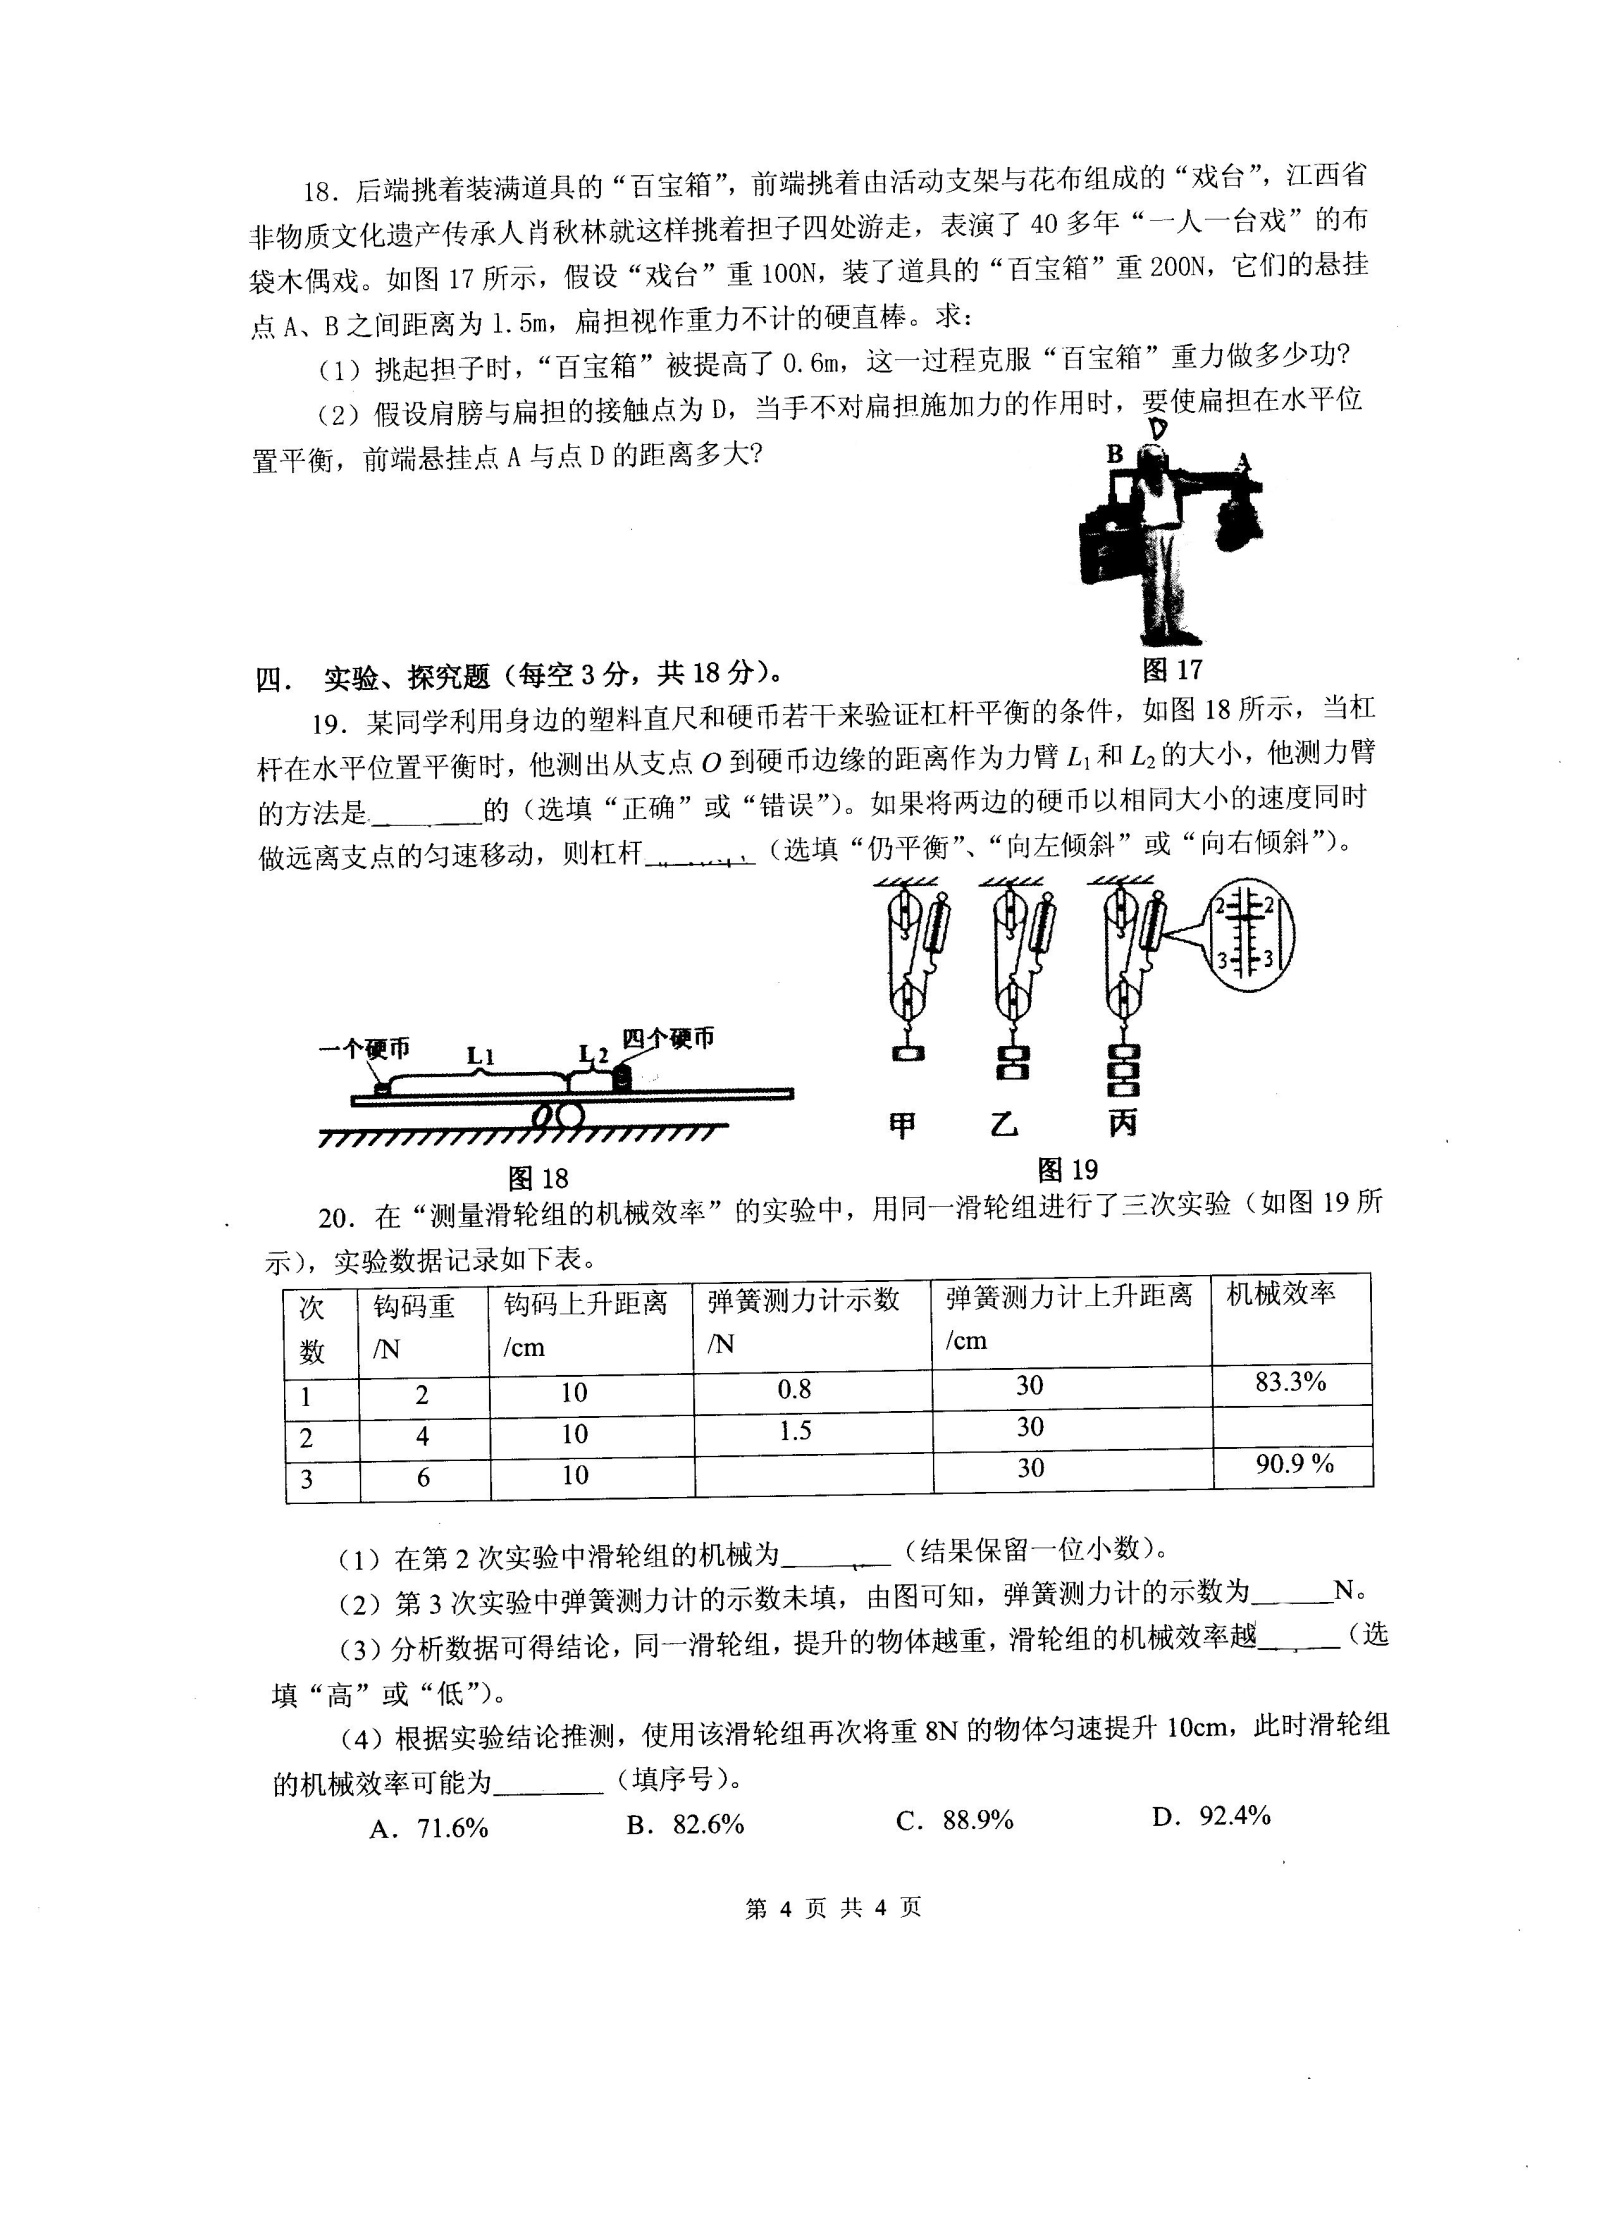 18．后端挑着装满道具的“百宝箱”，前端挑着由活动支架与花布组成的“戏台”，江西省
非物质文化遗产传承人肖秋林就这样挑着担子四处游走，表演了 40 多年“一人一台戏”的布
袋木偶戏。如图 17 所示，假设“戏台”重 100N，装了道具的“百宝箱”重 200N，它们的悬挂
点 A、B 之间距离为 1.5m，扁担视作重力不计的硬直棒。求：
（1）挑起担子时，“百宝箱”被提高了 0.6m，这一过程克服“百宝箱”重力做多少功？
（2）假设肩膀与扁担的接触点为 D，当手不对扁担施加力的作用时，要使扁担在水平位
置平衡，前端悬挂点 A 与点 D 的距离多大？
D
B
A
图 17
四． 实验、探究题（每空 3 分，共 18 分）。
19．某同学利用身边的塑料直尺和硬币若干来验证杠杆平衡的条件，如图 18 所示，当杠
杆在水平位置平衡时，他测出从支点 O 到硬币边缘的距离作为力臂 L₁ 和 L₂ 的大小，他测力臂
的方法是________的（选填“正确”或“错误”）。如果将两边的硬币以相同大小的速度同时
做远离支点的匀速移动，则杠杆________（选填“仍平衡”、“向左倾斜”或“向右倾斜”）。
2 2
3 3
一个硬币 L1 L2 四个硬币
O
甲 乙 丙
图 18
图 19
20．在“测量滑轮组的机械效率”的实验中，用同一滑轮组进行了三次实验（如图 19 所
示），实验数据记录如下表。
次数 钩码重/N 钩码上升距离/cm 弹簧测力计示数/N 弹簧测力计上升距离/cm 机械效率
1 2 10 0.8 30 83.3%
2 4 10 1.5 30
3 6 10 30 90.9 %
（1）在第 2 次实验中滑轮组的机械为________（结果保留一位小数）。
（2）第 3 次实验中弹簧测力计的示数未填，由图可知，弹簧测力计的示数为______N。
（3）分析数据可得结论，同一滑轮组，提升的物体越重，滑轮组的机械效率越______（选
填“高”或“低”）。
（4）根据实验结论推测，使用该滑轮组再次将重 8N 的物体匀速提升 10cm，此时滑轮组
的机械效率可能为________（填序号）。
A．71.6% B．82.6% C．88.9% D．92.4%
第 4 页 共 4 页